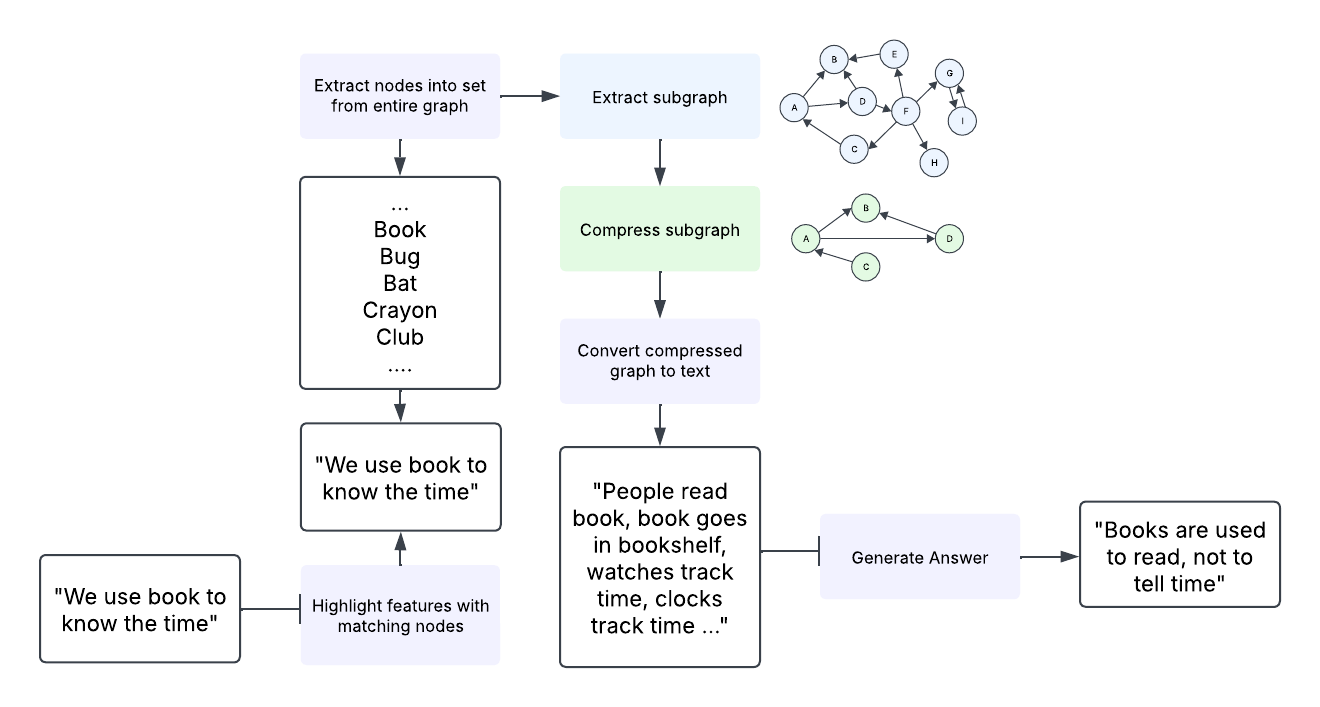 Extract nodes into set
from entire graph
Extract subgraph
B
E
G
A
D
F
I
C
H
...
Book
Bug
Bat
Crayon
Club
....
Compress subgraph
B
A
D
C
Convert compressed
graph to text
"We use book to
know the time"
"People read
book, book goes
in bookshelf,
watches track
time, clocks
track time ..."
"We use book to
know the time"
Highlight features with
matching nodes
Generate Answer
"Books are used
to read, not to
tell time"